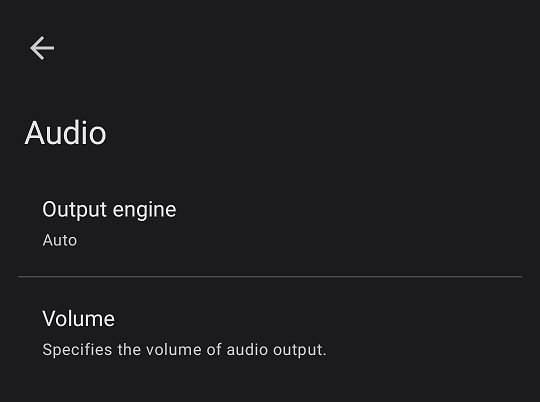 Audio
Output engine
Auto
Volume
Specifies the volume of audio output.